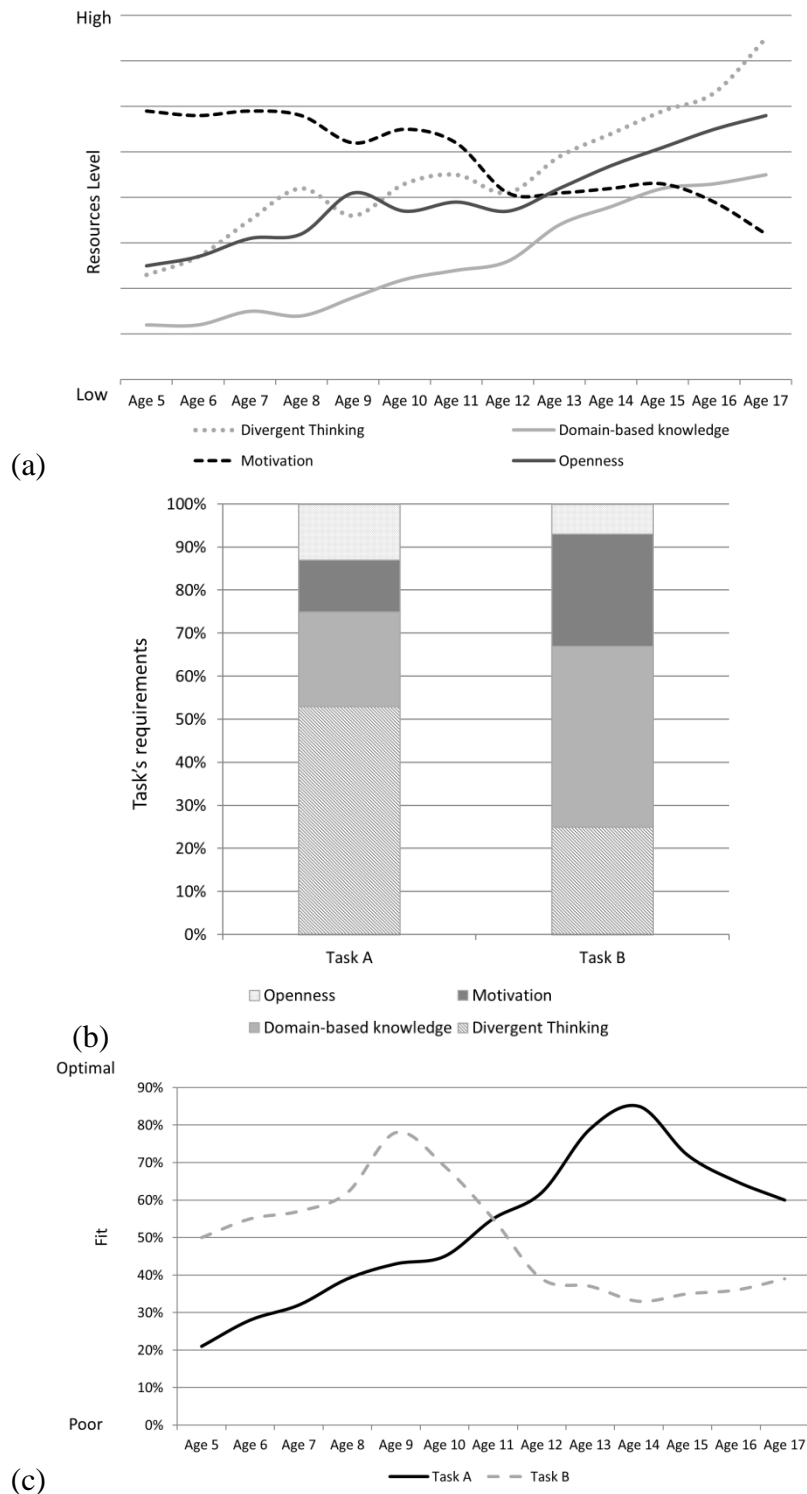 High
Resources Level
Low
Age 5 Age 6 Age 7 Age 8 Age 9 Age 10 Age 11 Age 12 Age 13 Age 14 Age 15 Age 16 Age 17
Divergent Thinking Domain-based knowledge
Motivation Openness
(a)
100%
90%
80%
70%
60%
50%
40%
30%
20%
10%
0%
Task's requirements
Task A Task B
Openness Motivation
Domain-based knowledge Divergent Thinking
(b)
Optimal
90%
80%
70%
60%
50%
40%
30%
20%
10%
0%
Fit
Poor
Age 5 Age 6 Age 7 Age 8 Age 9 Age 10 Age 11 Age 12 Age 13 Age 14 Age 15 Age 16 Age 17
Task A Task B
(c)